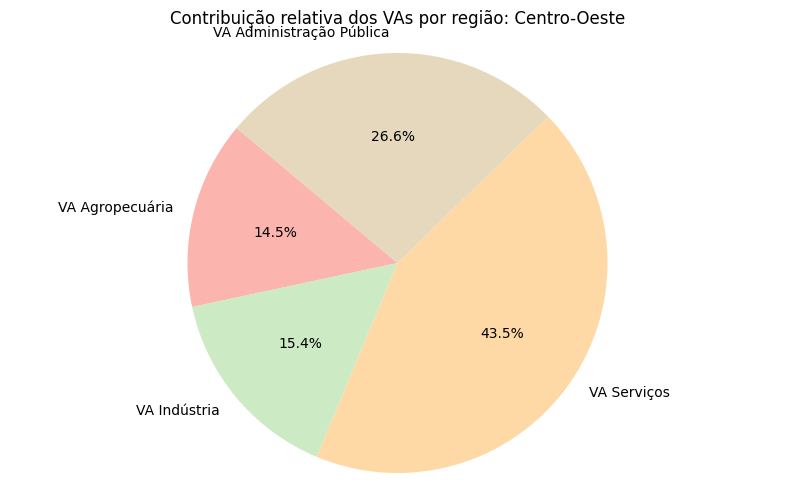 Contribuição relativa dos VAs por região: Centro-Oeste
VA Administração Pública
26.6%
VA Agropecuária
14.5%
15.4%
43.5%
VA Indústria
VA Serviços